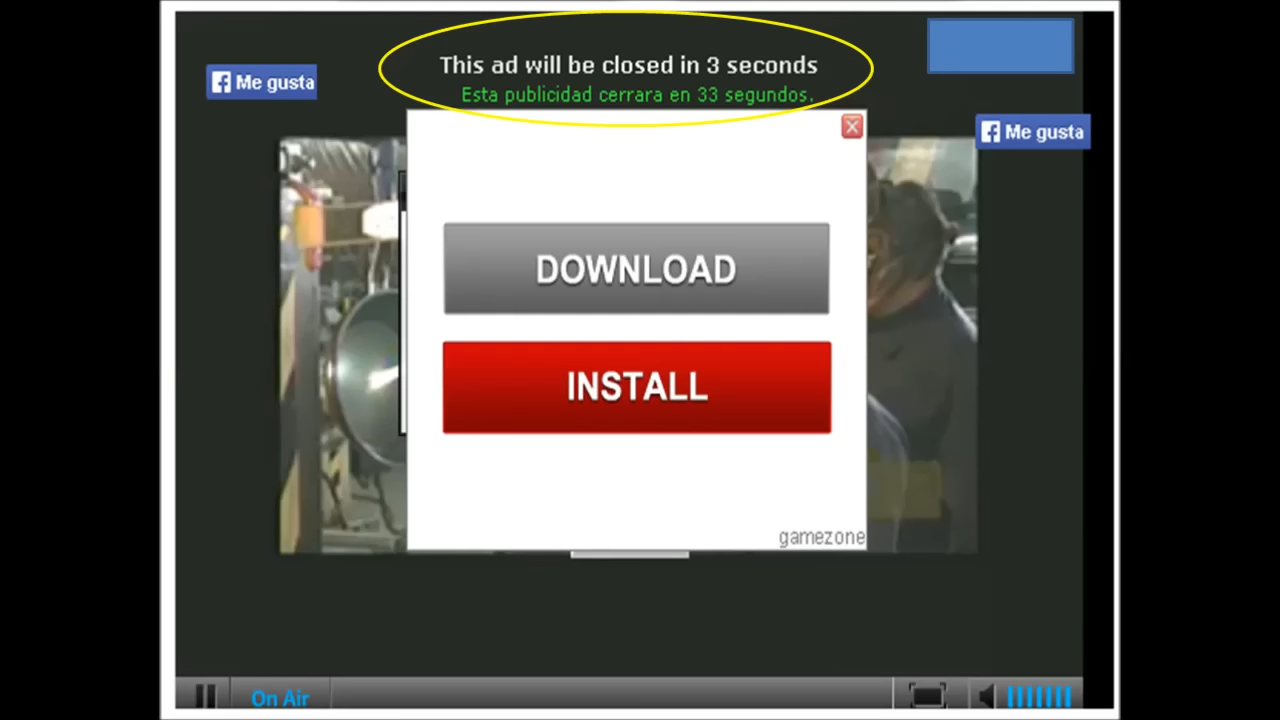 This ad will be closed in 3 seconds
Esta publicidad cerrara en 33 segundos.
Me gusta
Me gusta
DOWNLOAD
INSTALL
gamezone
On Air